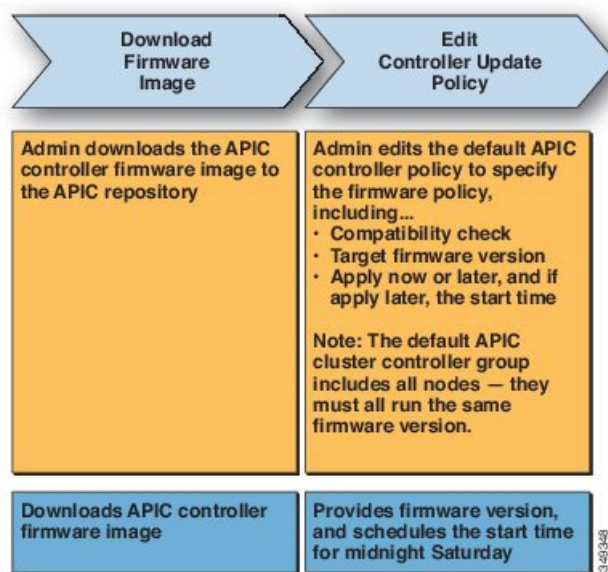 Download
Firmware
Image
Edit
Controller Update
Policy
Admin downloads the APIC
controller firmware image to
the APIC repository
Admin edits the default APIC
controller policy to specify
the firmware policy,
including...
• Compatibility check
• Target firmware version
• Apply now or later, and if
apply later, the start time
Note: The default APIC
cluster controller group
includes all nodes — they
must all run the same
firmware version.
Downloads APIC controller
firmware image
Provides firmware version,
and schedules the start time
for midnight Saturday
349348